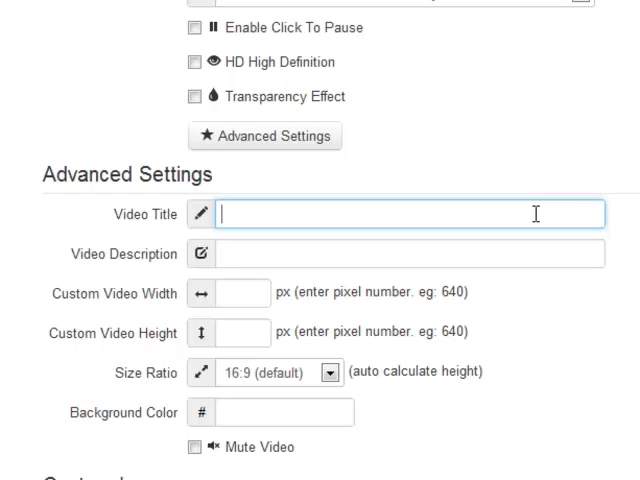 Enable Click To Pause
HD High Definition
Transparency Effect
Advanced Settings
Advanced Settings
Video Title
Video Description
Custom Video Width px (enter pixel number. eg: 640)
Custom Video Height px (enter pixel number. eg: 640)
Size Ratio 16:9 (default) (auto calculate height)
Background Color #
Mute Video